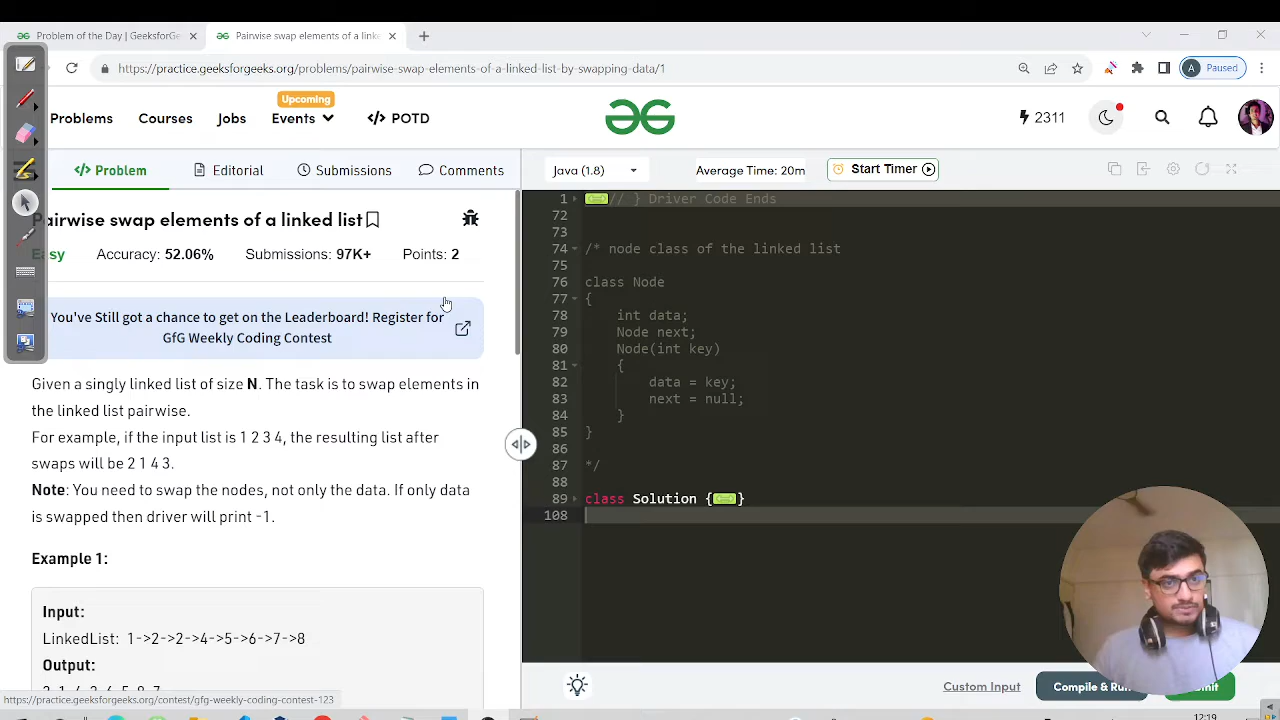 Problem of the Day | GeeksforGe
Pairwise swap elements of a linke
https://practice.geeksforgeeks.org/problems/pairwise-swap-elements-of-a-linked-list-by-swapping-data/1
A Paused
Upcoming
Problems Courses Jobs Events </> POTD
2311
</> Problem Editorial Submissions Comments
Java (1.8) Average Time: 20m Start Timer
Pairwise swap elements of a linked list
Easy Accuracy: 52.06% Submissions: 97K+ Points: 2
You've Still got a chance to get on the Leaderboard! Register for
GfG Weekly Coding Contest
Given a singly linked list of size N. The task is to swap elements in
the linked list pairwise.
For example, if the input list is 1 2 3 4, the resulting list after
swaps will be 2 1 4 3.
Note: You need to swap the nodes, not only the data. If only data
is swapped then driver will print -1.
Example 1:
Input:
LinkedList: 1->2->2->4->5->6->7->8
Output:
https://practice.geeksforgeeks.org/contest/gfg-weekly-coding-contest-123
1 // } Driver Code Ends
72
73
74 /* node class of the linked list
75
76 class Node
77 {
78 int data;
79 Node next;
80 Node(int key)
81 {
82 data = key;
83 next = null;
84 }
85 }
86
87 */
88
89 class Solution {}
108
Custom Input Compile & Run
12:19